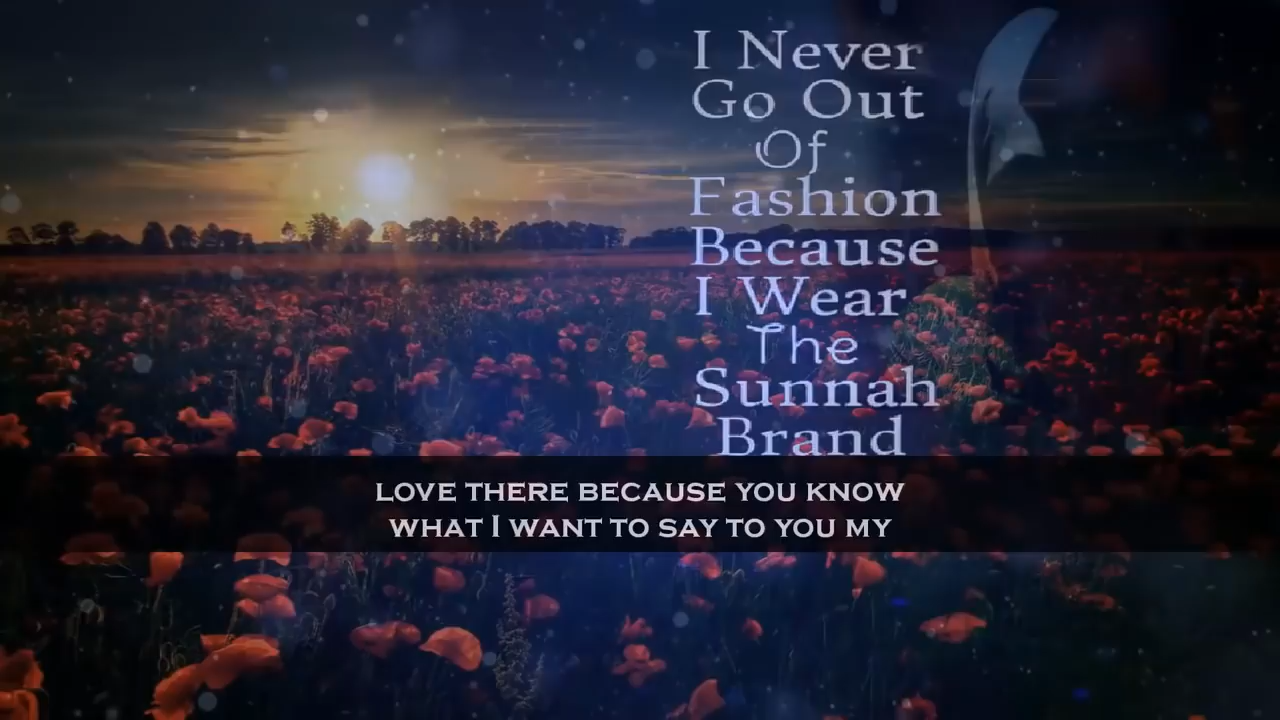 I Never
Go Out
Of
Fashion
Because
I Wear
The
Sunnah
Brand
LOVE THERE BECAUSE YOU KNOW
WHAT I WANT TO SAY TO YOU MY